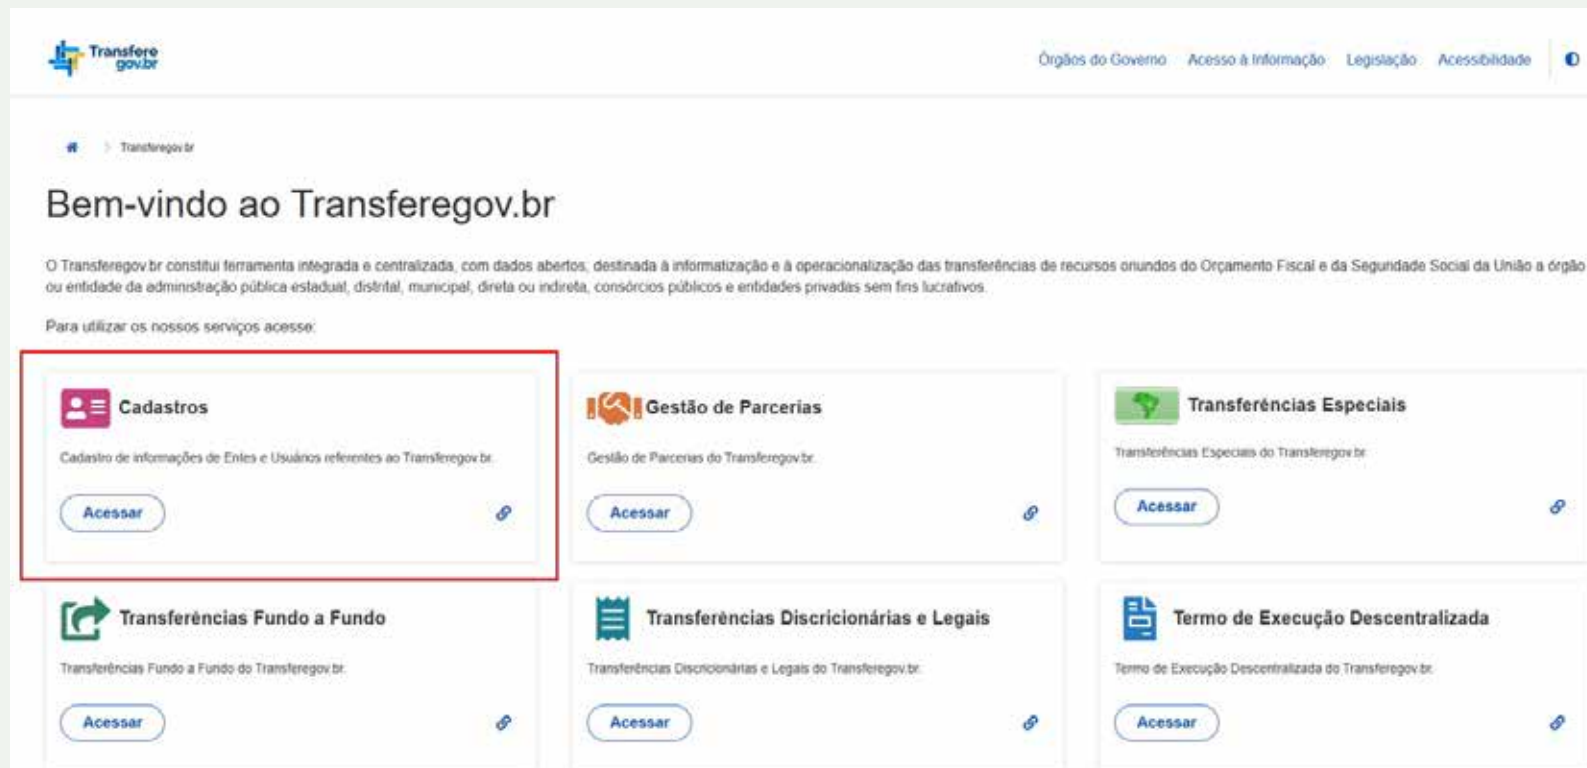 Transfere
gov.br
Órgãos do Governo Acesso à Informação Legislação Acessibilidade
Transferegov.br
Bem-vindo ao Transferegov.br
O Transferegov.br constitui ferramenta integrada e centralizada, com dados abertos, destinada à informatização e à operacionalização das transferências de recursos oriundos do Orçamento Fiscal e da Seguridade Social da União a órgão
ou entidade da administração pública estadual, distrital, municipal, direta ou indireta, consórcios públicos e entidades privadas sem fins lucrativos.
Para utilizar os nossos serviços acesse:
Cadastros
Cadastro de informações de Entes e Usuários referentes ao Transferegov.br.
Acessar
Gestão de Parcerias
Gestão de Parcerias do Transferegov.br.
Acessar
Transferências Especiais
Transferências Especiais do Transferegov.br
Acessar
Transferências Fundo a Fundo
Transferências Fundo a Fundo do Transferegov.br.
Acessar
Transferências Discricionárias e Legais
Transferências Discricionárias e Legais do Transferegov.br.
Acessar
Termo de Execução Descentralizada
Termo de Execução Descentralizada do Transferegov.br.
Acessar